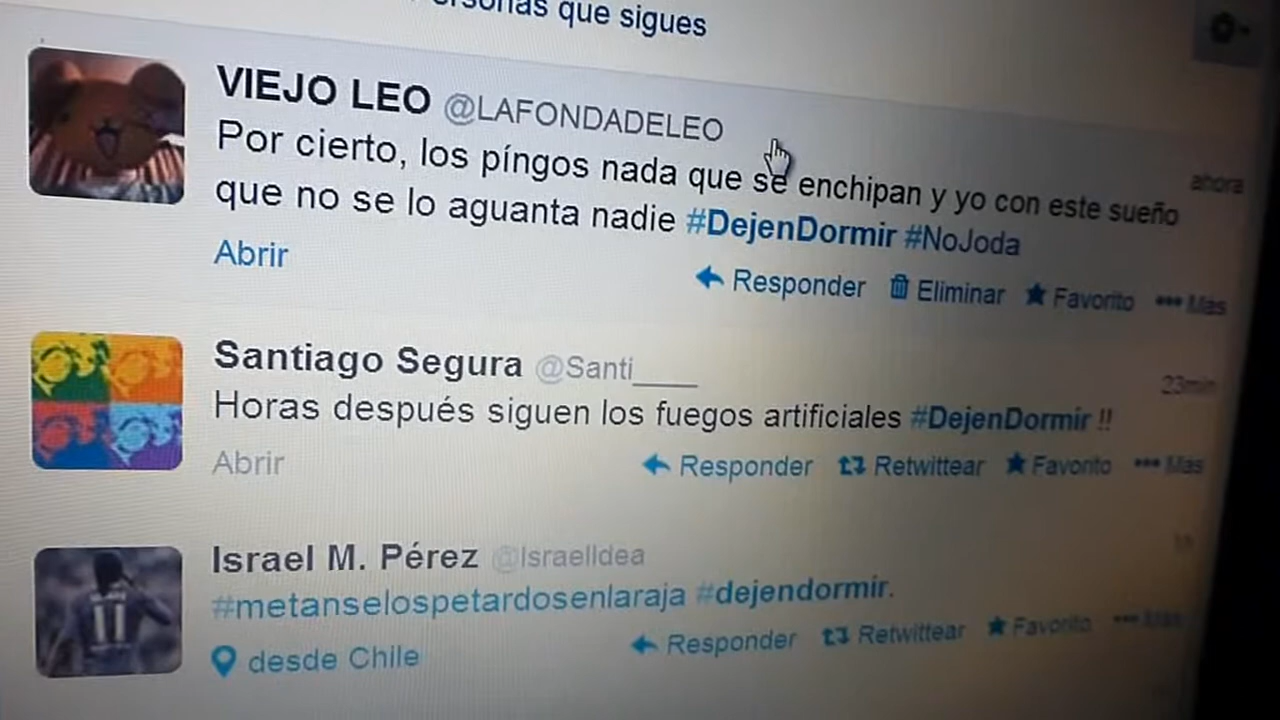 que sigues
VIEJO LEO @LAFONDADELEO
ahora
Por cierto, los píngos nada que se enchipan y yo con este sueño
que no se lo aguanta nadie #DejenDormir #NoJoda
Abrir
Responder Eliminar Favorito Más
Santiago Segura @Santi____
23min
Horas después siguen los fuegos artificiales #DejenDormir !!
Abrir
Responder Retwittear Favorito Más
Israel M. Pérez @IsraelIdea
#metanselospetardosenlaraja #dejendormir.
desde Chile
Responder Retwittear Favorito Más